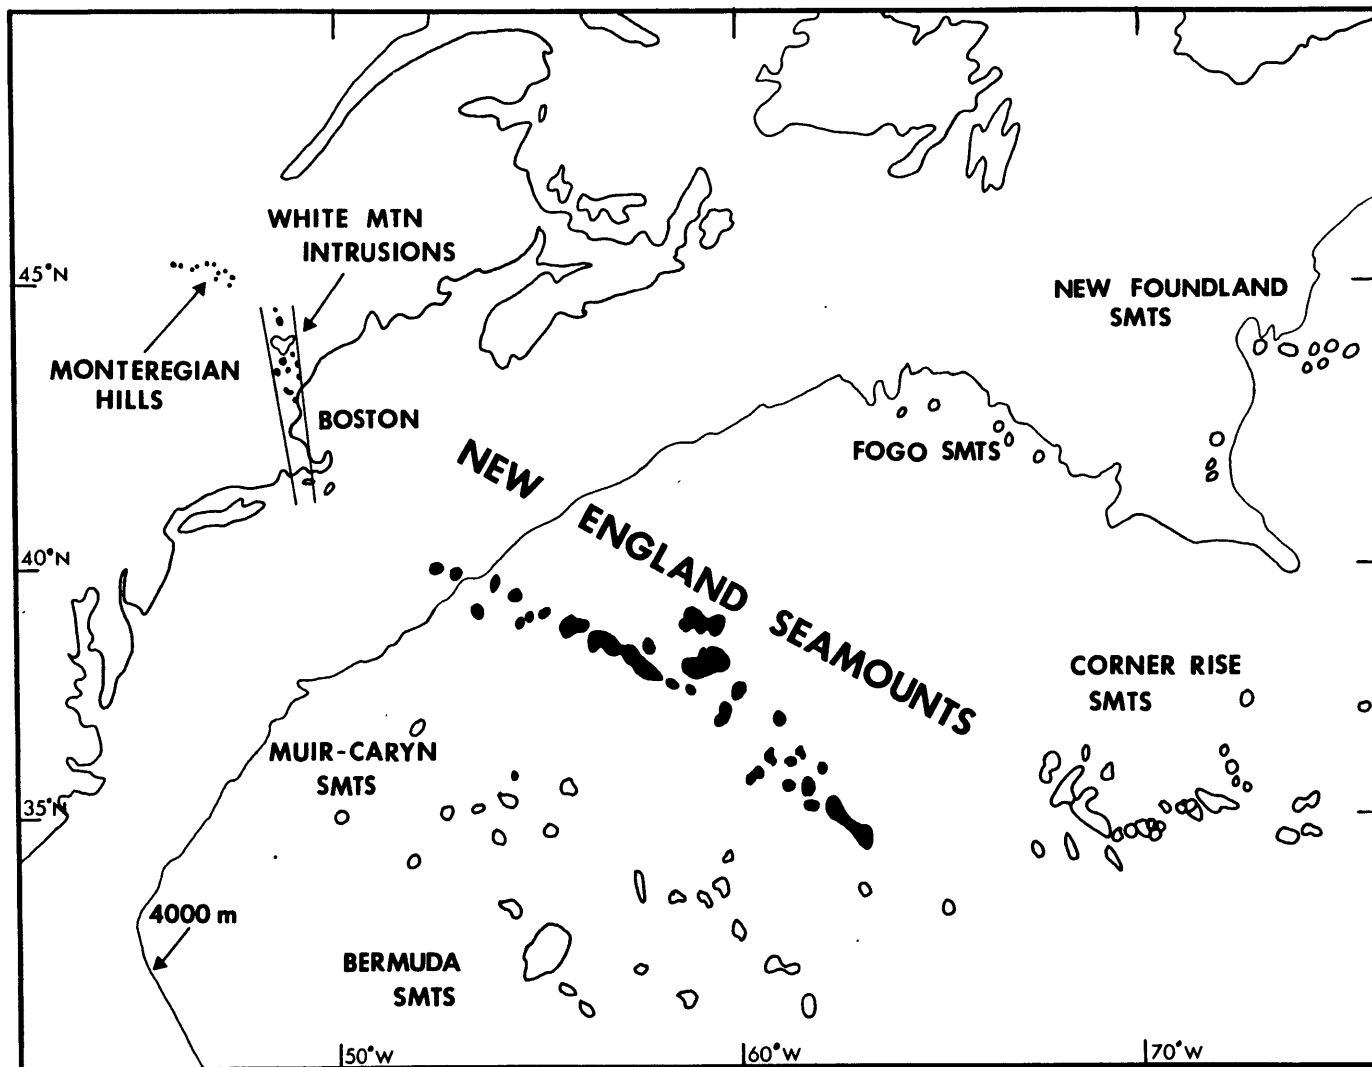 WHITE MTN
INTRUSIONS
45°N
NEW FOUNDLAND
SMTS
MONTEREGIAN
HILLS
BOSTON
FOGO SMTS
NEW ENGLAND SEAMOUNTS
40°N
CORNER RISE
SMTS
MUIR-CARYN
SMTS
35°N
4000 m
BERMUDA
SMTS
50°W
60°W
70°W